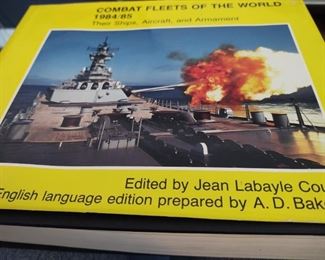 COMBAT FLEETS OF THE WORLD
1984/85
Their Ships, Aircraft, and Armament
Edited by Jean Labayle
English language edition prepared by A.D.